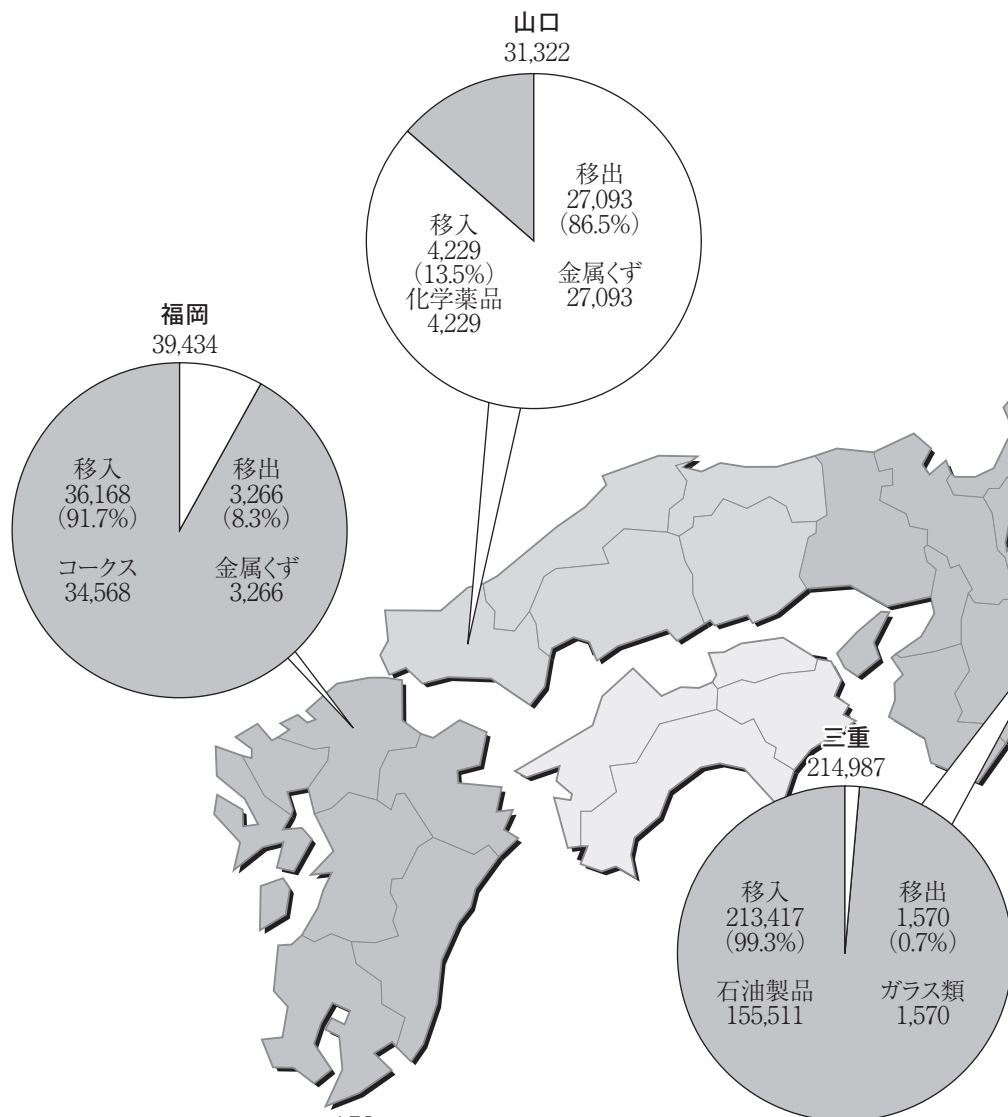 山口
31,322
移出
27,093
(86.5%)
金属くず
27,093
移入
4,229
(13.5%)
化学薬品
4,229
福岡
39,434
移入
36,168
(91.7%)
コークス
34,568
移出
3,266
(8.3%)
金属くず
3,266
三重
214,987
移入
213,417
(99.3%)
石油製品
155,511
移出
1,570
(0.7%)
ガラス類
1,570